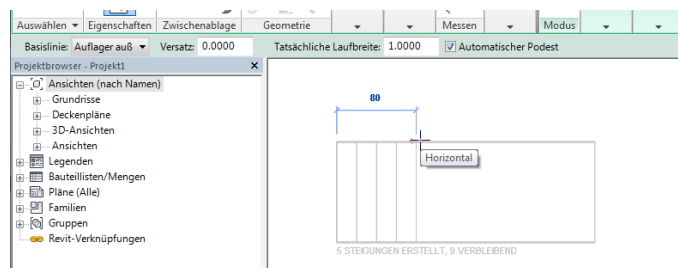 Auswählen Eigenschaften Zwischenablage Geometrie Messen Modus
Basislinie: Auflager auß Versatz: 0.0000 Tatsächliche Laufbreite: 1.0000 Automatischer Podest
Projektbrowser - Projekt1
Ansichten (nach Namen)
Grundrisse
Deckenpläne
3D-Ansichten
Ansichten
Legenden
Bauteillisten/Mengen
Pläne (Alle)
Familien
Gruppen
Revit-Verknüpfungen
80
Horizontal
5 STEIGUNGEN ERSTELLT, 9 VERBLEIBEND